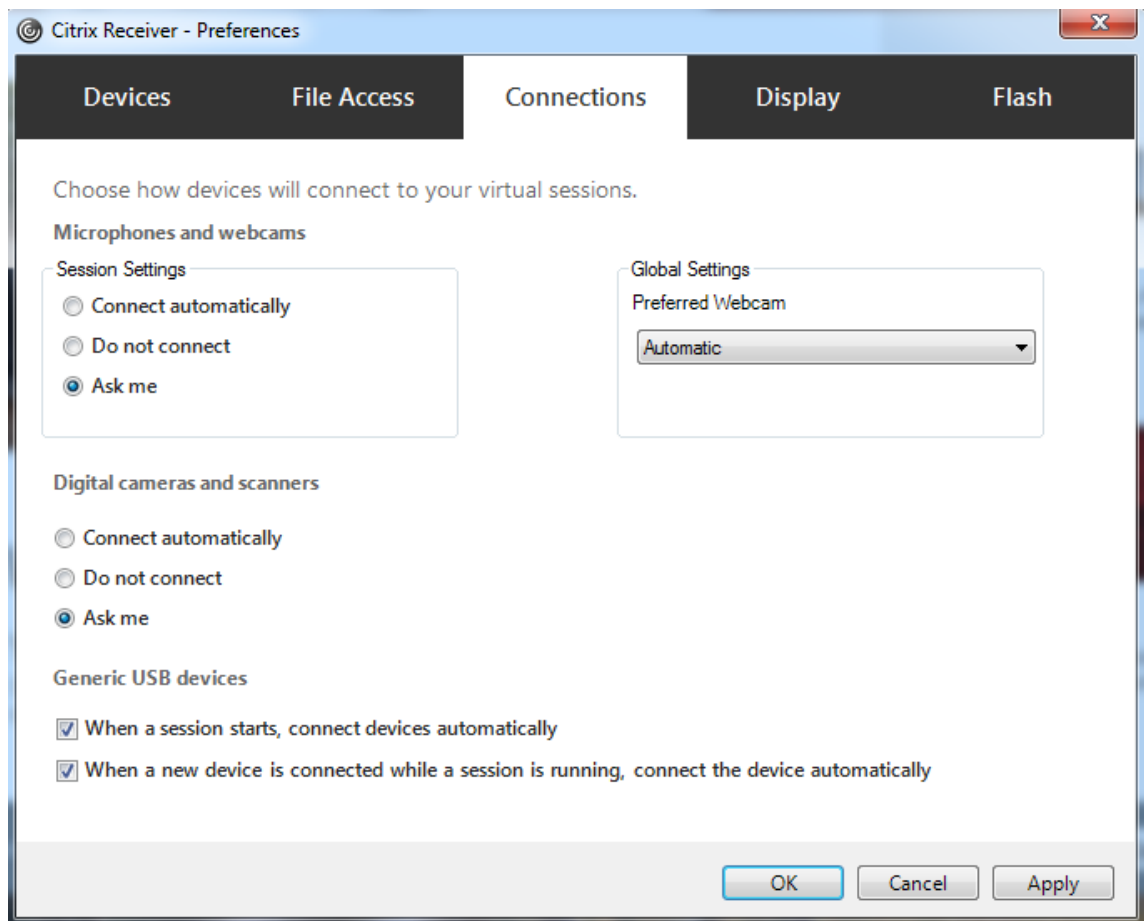 Citrix Receiver - Preferences
Devices
File Access
Connections
Display
Flash
Choose how devices will connect to your virtual sessions.
Microphones and webcams
Session Settings
Connect automatically
Do not connect
Ask me
Global Settings
Preferred Webcam
Automatic
Digital cameras and scanners
Connect automatically
Do not connect
Ask me
Generic USB devices
When a session starts, connect devices automatically
When a new device is connected while a session is running, connect the device automatically
OK
Cancel
Apply